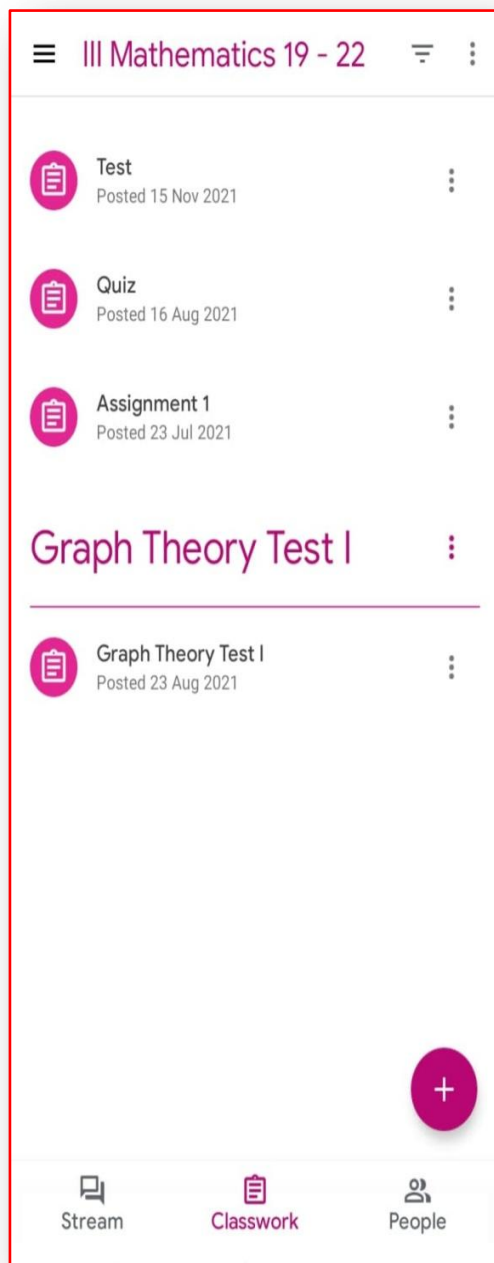 III Mathematics 19 - 22
Test
Posted 15 Nov 2021
Quiz
Posted 16 Aug 2021
Assignment 1
Posted 23 Jul 2021
Graph Theory Test I
Graph Theory Test I
Posted 23 Aug 2021
Stream
Classwork
People